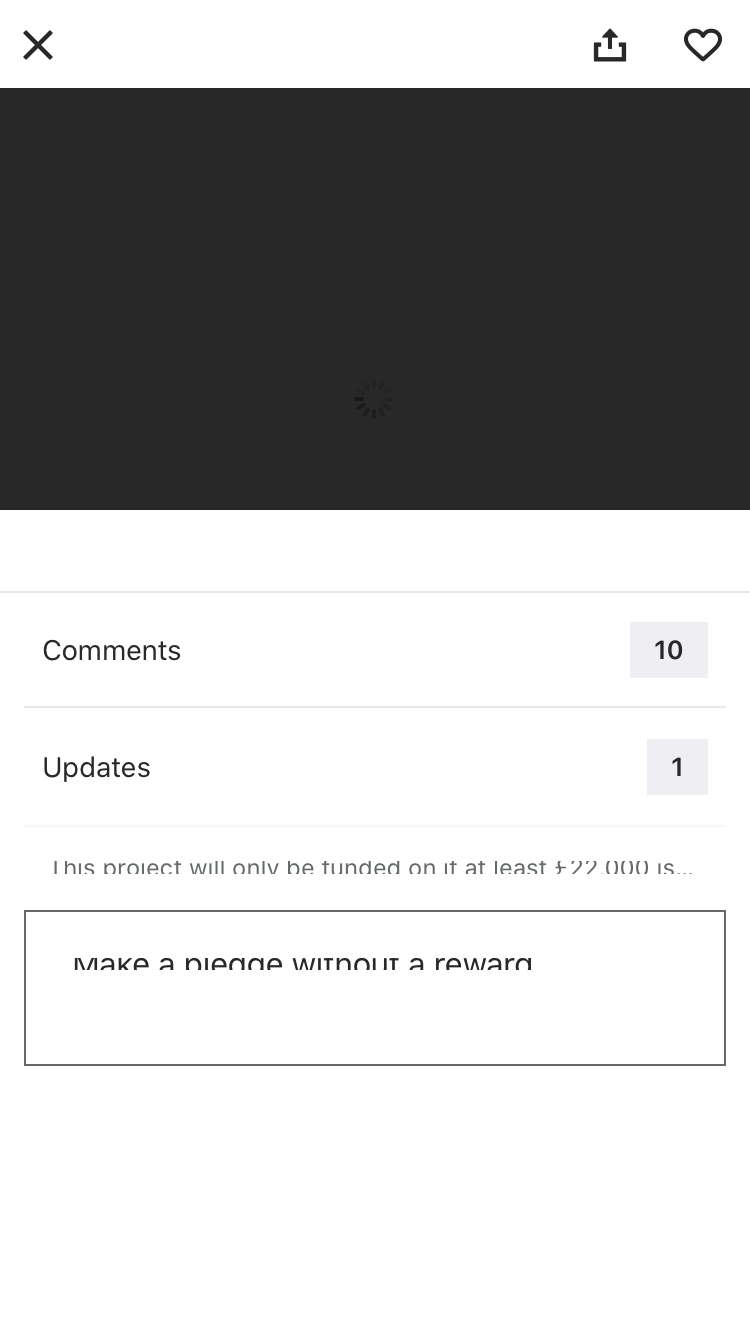 Comments
10
Updates
1
This project will only be funded on if at least £22,000 is...
Make a pledge without a reward